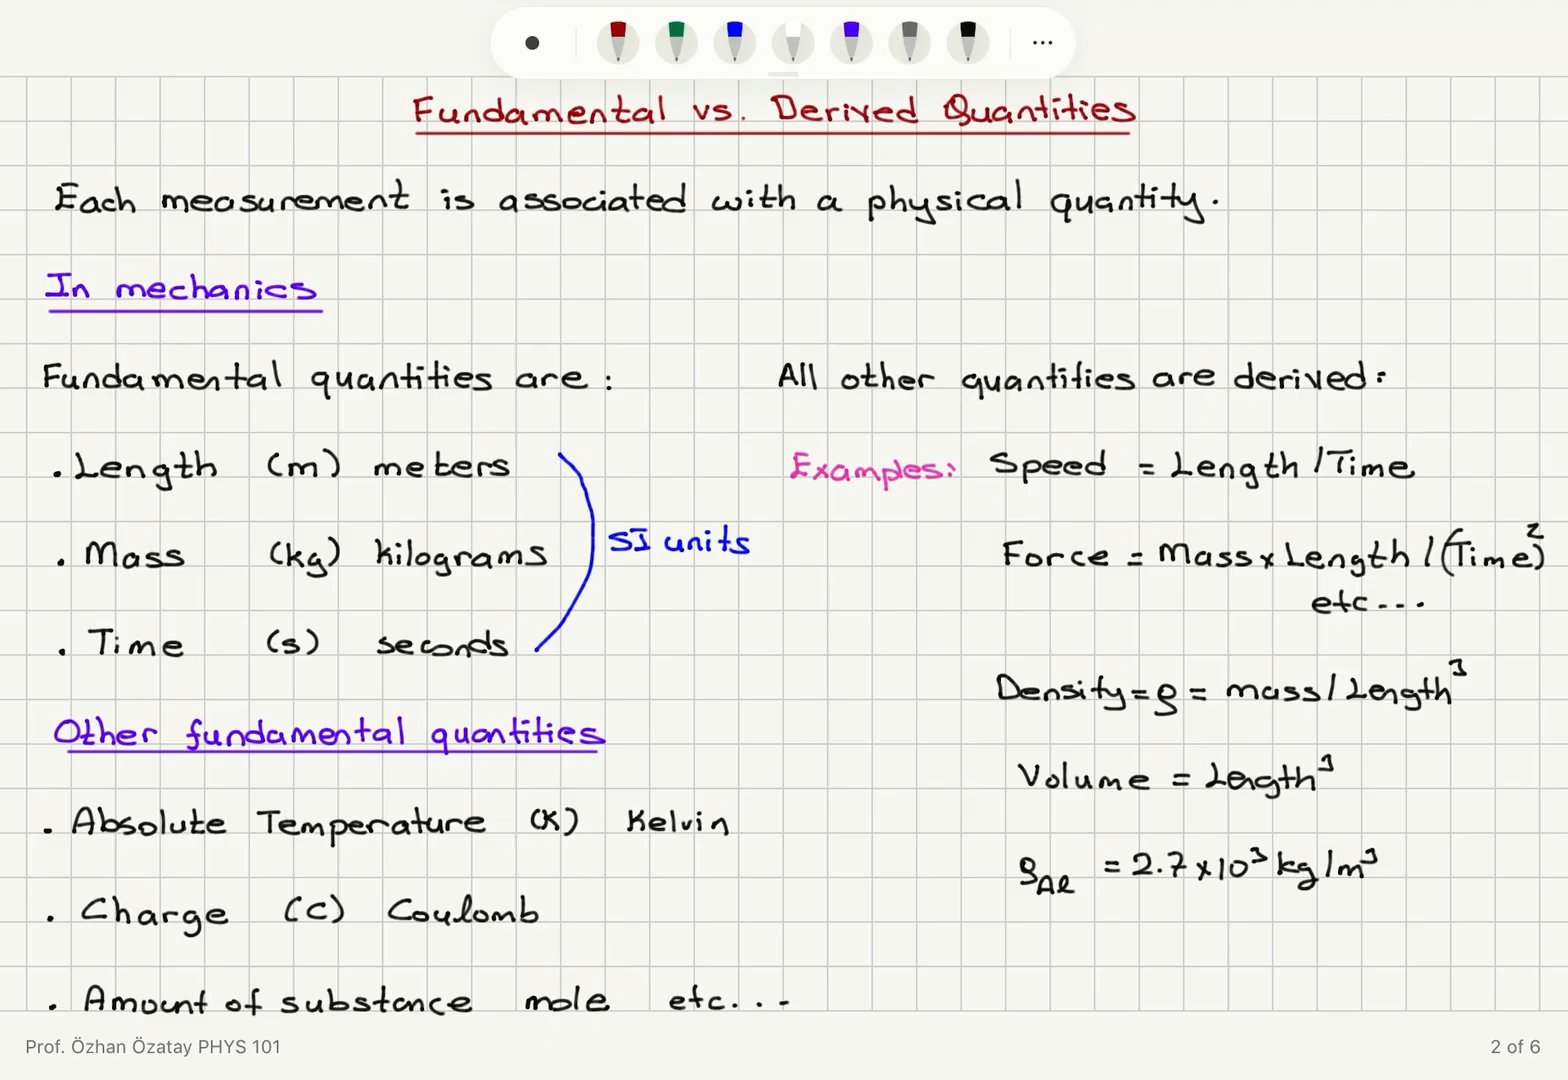 Fundamental vs. Derived Quantities
Each measurement is associated with a physical quantity.
In mechanics
Fundamental quantities are :
. Length (m) meters
. Mass (kg) kilograms
. Time (s) seconds
SI units
Other fundamental quantities
. Absolute Temperature (K) Kelvin
. Charge (C) Coulomb
. Amount of substance mole etc...
All other quantities are derived:
Examples: Speed = Length / Time
Force = Mass x Length / (Time)²
etc...
Density = ρ = mass / Length³
Volume = Length³
ρAl = 2.7 x 10³ kg/m³
Prof. Özhan Özatay PHYS 101
2 of 6